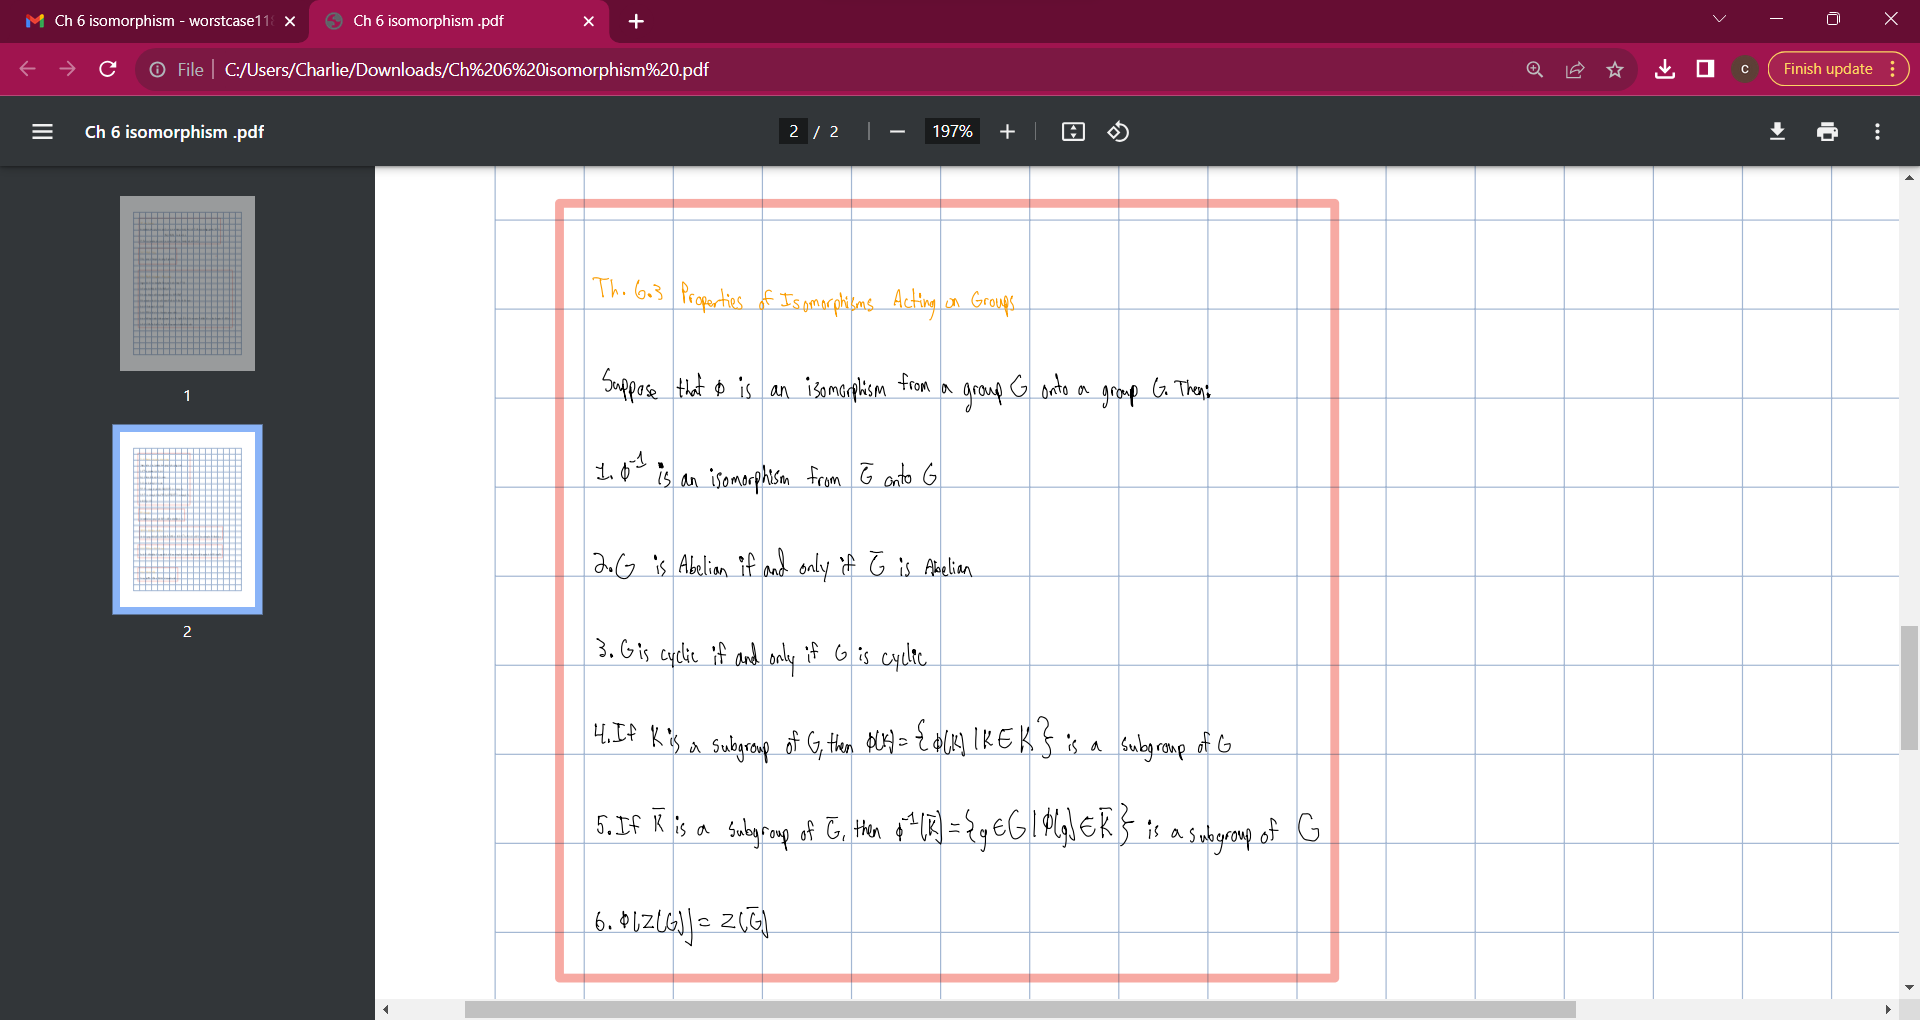 Ch 6 isomorphism - worstcase11
Ch 6 isomorphism .pdf
File | C:/Users/Charlie/Downloads/Ch%206%20isomorphism%20.pdf
C
Finish update
Ch 6 isomorphism .pdf
2 / 2
197%
1
2
Th. 6.3 Properties of Isomorphisms Acting on Groups
Suppose that φ is an isomorphism from a group G onto a group G. Then:
1. φ⁻¹ is an isomorphism from G̅ onto G
2. G is Abelian if and only if G̅ is Abelian
3. G is cyclic if and only if G is cyclic
4. If K is a subgroup of G, then φ(K) = {φ(k) | k ∈ K} is a subgroup of G
5. If K̅ is a subgroup of G̅, then φ⁻¹(K̅) = {g ∈ G | φ(g) ∈ K̅} is a subgroup of G
6. φ(Z(G)) = Z(G̅)